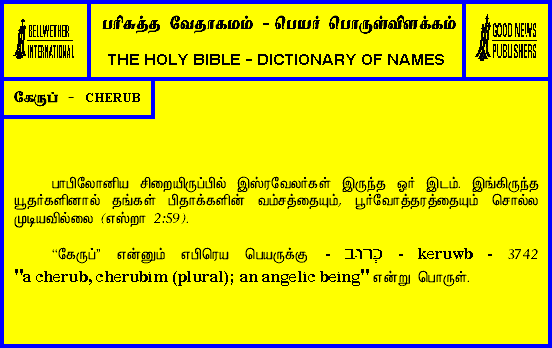 BELLWETHER
INTERNATIONAL
பரிசுத்த வேதாகமம் - பெயர் பொருள்விளக்கம்
THE HOLY BIBLE - DICTIONARY OF NAMES
GOOD NEWS
PUBLISHERS
கேருப் - CHERUB
பாபிலோனிய சிறையிருப்பில் இஸ்ரவேலர்கள் இருந்த ஓர் இடம். இங்கிருந்த
யூதர்களினால் தங்கள் பிதாக்களின் வம்சத்தையும், பூர்வோத்தரத்தையும் சொல்ல
முடியவில்லை (எஸ்றா 2:59).
“கேருப்” என்னும் எபிரெய பெயருக்கு - כְּרוּב - keruwb - 3742
"a cherub, cherubim (plural); an angelic being" என்று பொருள்.